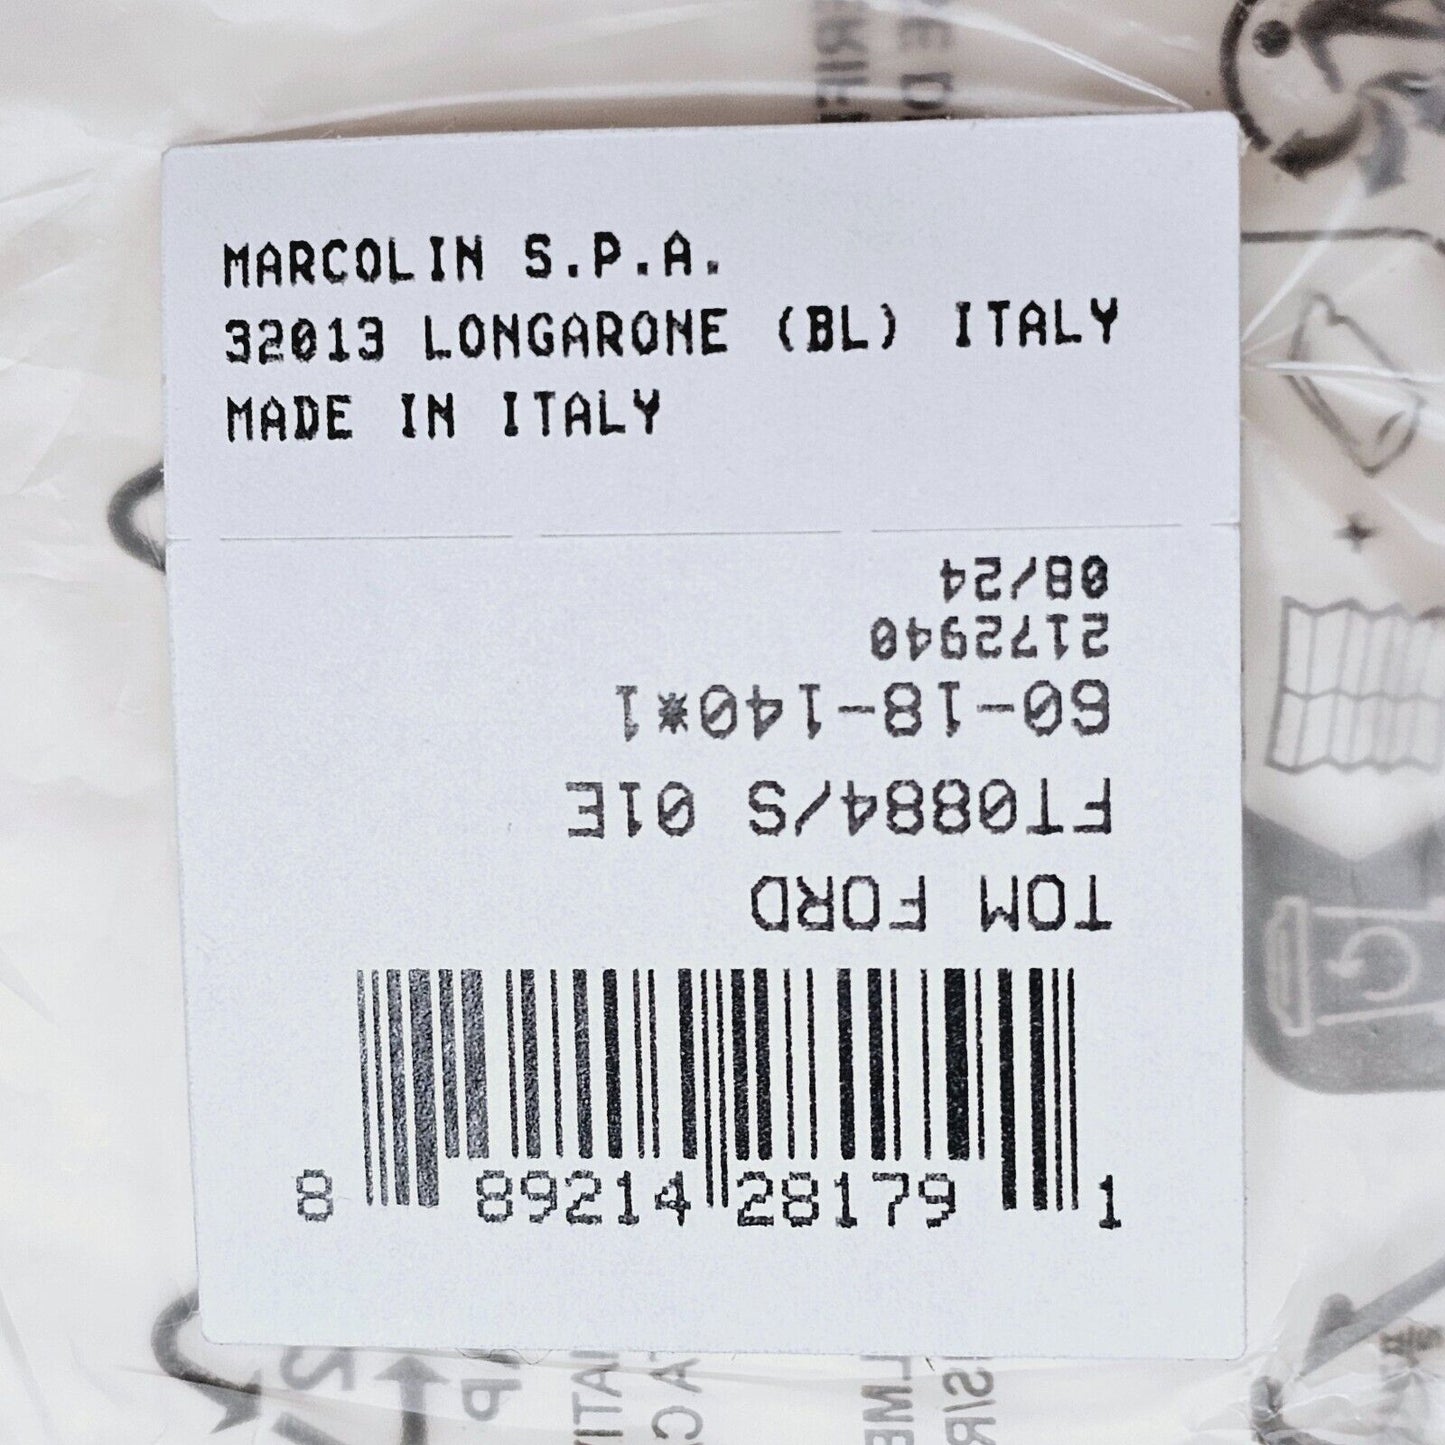 MARCOLIN S.P.A.
32013 LONGARONE (BL) ITALY
MADE IN ITALY
TOM FORD
FT0884/S 01E
60-18-140*1
2172940
08/24
8 89214 28179 1